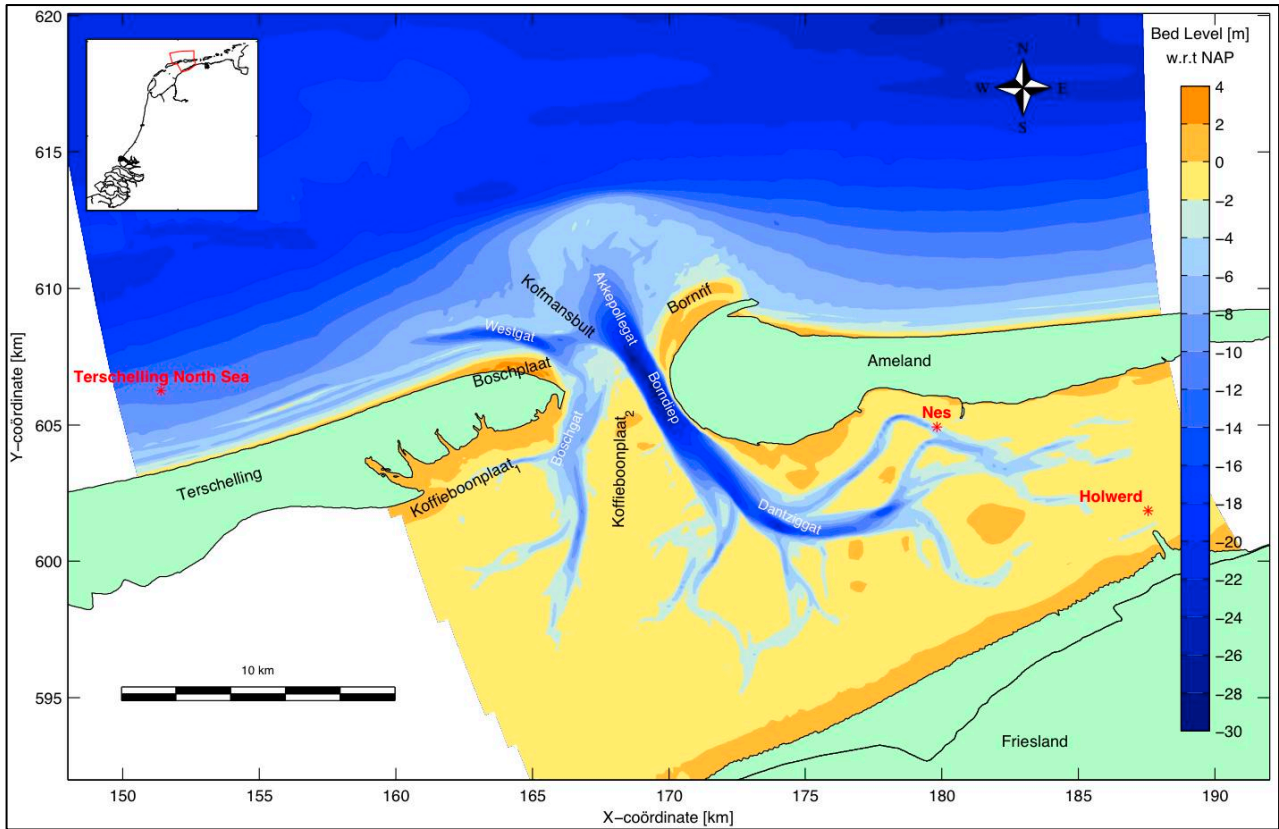 620
615
610
605
600
595
Y-coördinate [km]
150
155
160
165
170
175
180
185
190
X-coördinate [km]
N
W
E
S
Bed Level [m]
w.r.t NAP
4
2
0
-2
-4
-6
-8
-10
-12
-14
-16
-18
-20
-22
-24
-26
-28
-30
Kofmansbult
Akkepollegat
Bornrif
Westgat
Boschplaat
Ameland
Terschelling North Sea
Borndiep
Boschgat
Nes
Koffieboonplaat1
Koffieboonplaat2
Terschelling
Dantziggat
Holwerd
10 km
Friesland